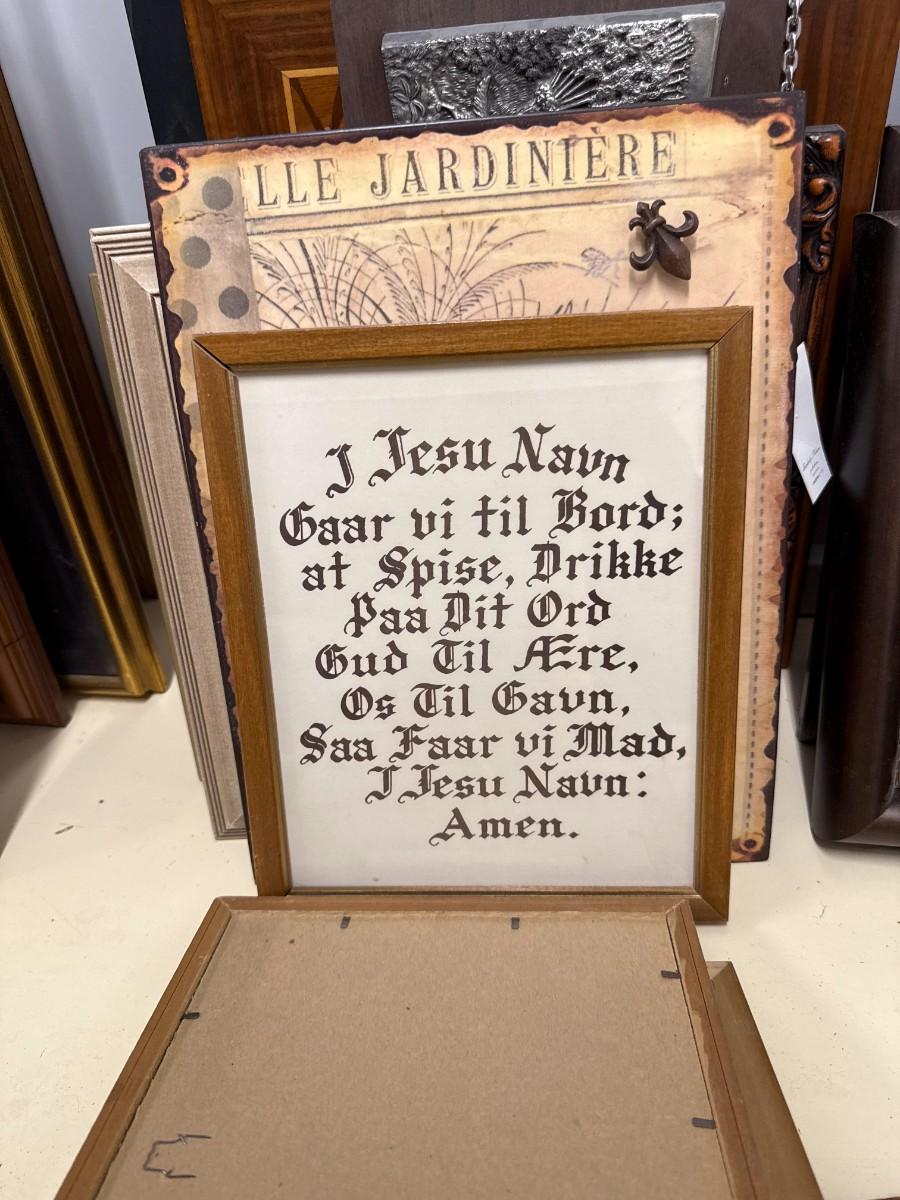 LLE JARDINIÈRE
I Jesu Navn
Gaar vi til Bord;
at Spise, Drikke
Paa Dit Ord
Gud Til Ære,
Os Til Gavn,
Saa Faar vi Mad,
I Jesu Navn:
Amen.